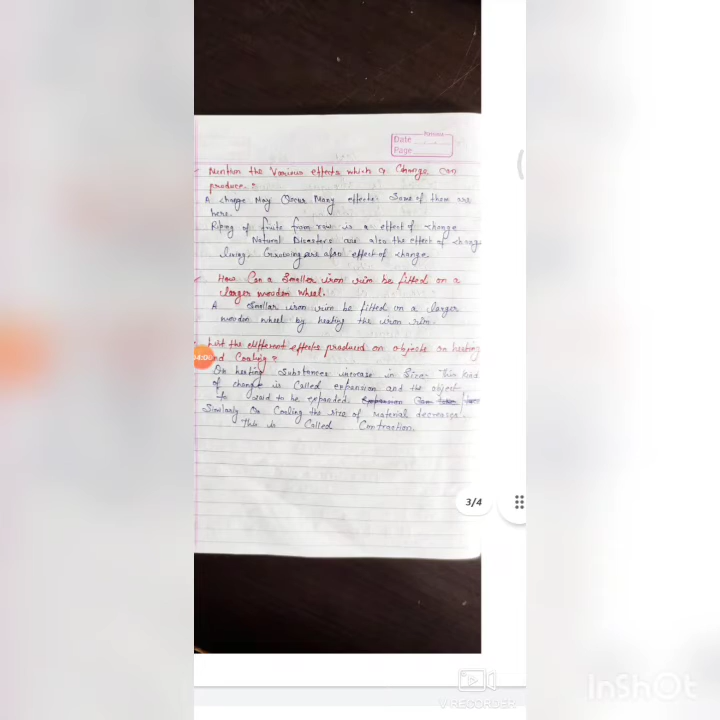 Date
Page
Mention the Various effects which a Change can
produce.?
A change May Occur Many effects. Some of them are
here.
Riping of fruits from raw is a effect of change
Natural Disasters are also the effect of change
living. Growing are also effect of change.
How Can a Smaller iron rim be fitted on a
larger wooden wheel.
A Smaller iron rim be fitted on a larger
wooden wheel by heating the iron rim.
List the different effects produced on objects on heating
and Cooling?
04:00
On heating Substances increase in Size. This kind
of change is Called expansion and the object
is said to be expanded.
Similarly On Cooling the size of material decreases.
This is Called Contraction.
3/4
V RECORDER
InShOt